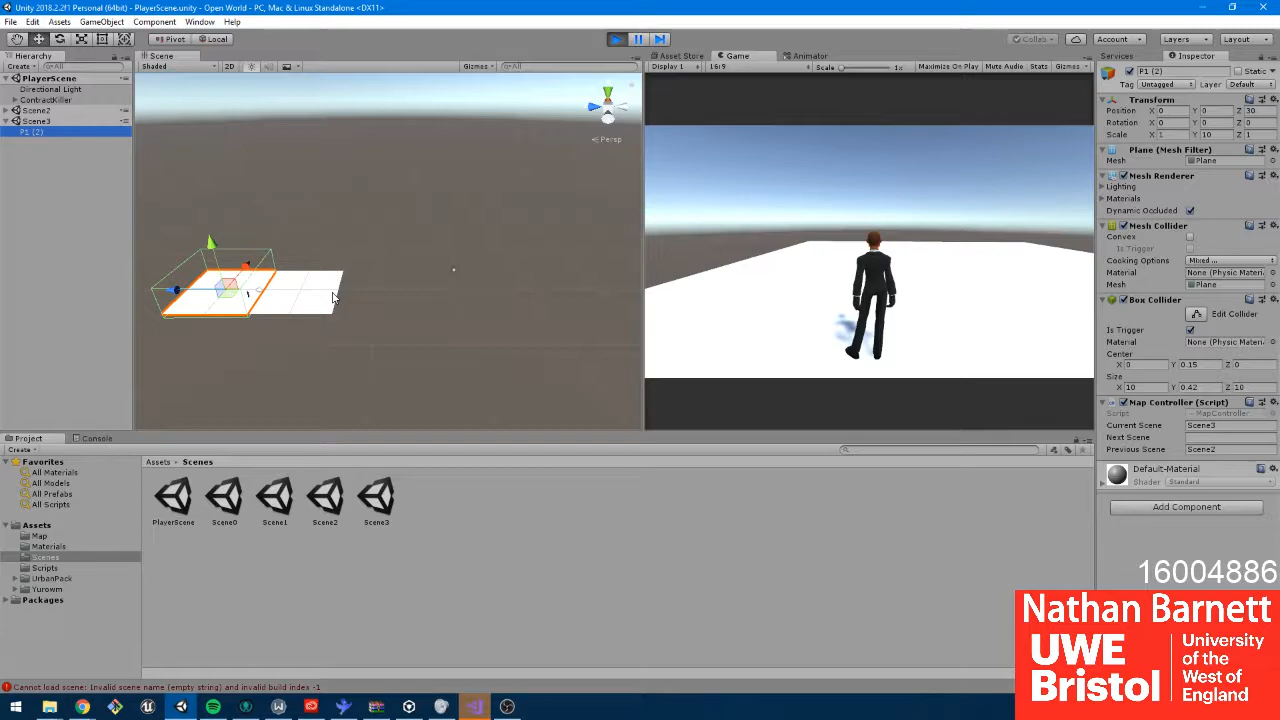 Unity 2018.2.2f1 Personal (64bit) - PlayerScene.unity - Open World - PC, Mac & Linux Standalone <DX11>
File Edit Assets GameObject Component Window Help
Pivot Local Collab Account Layers Layout
Hierarchy Scene Asset Store Game Animator Services Inspector
Create All Shaded 2D Gizmos All Display 1 16:9 Scale 1x Maximize On Play Mute Audio Stats Gizmos
PlayerScene
Directional Light
ContractKiller
Scene2
Scene3
P1 (2)
Persp
P1 (2) Static
Tag Untagged Layer Default
Transform
Position X 0 Y 0 Z 30
Rotation X 0 Y 0 Z 0
Scale X 1 Y 10 Z 1
Plane (Mesh Filter)
Mesh Plane
Mesh Renderer
Lighting
Materials
Dynamic Occluded
Mesh Collider
Convex
Is Trigger
Cooking Options Mixed ...
Material None (Physic Materi
Mesh Plane
Box Collider
Edit Collider
Is Trigger
Material None (Physic Materi
Center
X 0 Y 0.15 Z 0
Size
X 10 Y 0.42 Z 10
Map Controller (Script)
Script MapController
Current Scene Scene3
Next Scene
Previous Scene Scene2
Default-Material
Shader Standard
Add Component
Project Console
Create
Favorites
All Materials
All Models
All Prefabs
All Scripts
Assets
Map
Materials
Scenes
Scripts
UrbanPack
Yurowm
Packages
Assets Scenes
PlayerScene Scene0 Scene1 Scene2 Scene3
Cannot load scene: Invalid scene name (empty string) and invalid build index -1
16004886
Nathan Barnett
UWE Bristol
University of the West of England